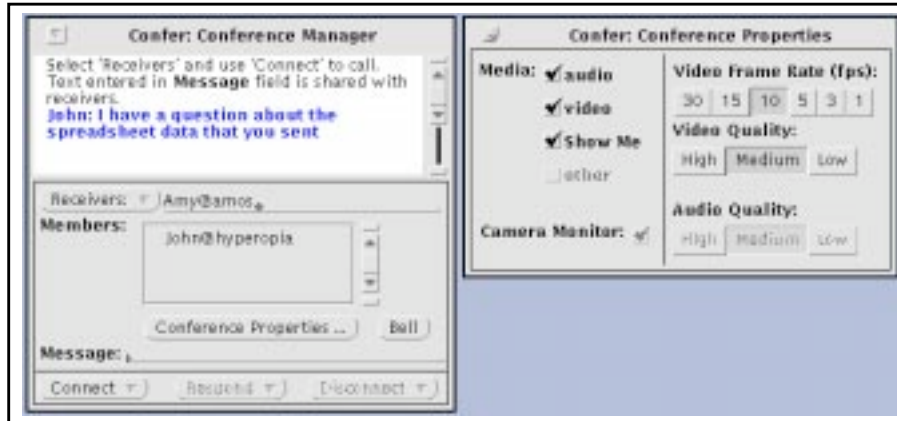 Confer: Conference Manager
Select 'Receivers' and use 'Connect' to call.
Text entered in Message field is shared with
receivers.
John: I have a question about the
spreadsheet data that you sent
Receivers: Amy@amos
Members:
John@hyperopia
Conference Properties ... Bell
Message:
Connect Respond Disconnect
Confer: Conference Properties
Media: audio
video
Show Me
other
Camera Monitor:
Video Frame Rate (fps):
30 15 10 5 3 1
Video Quality:
High Medium Low
Audio Quality:
High Medium Low